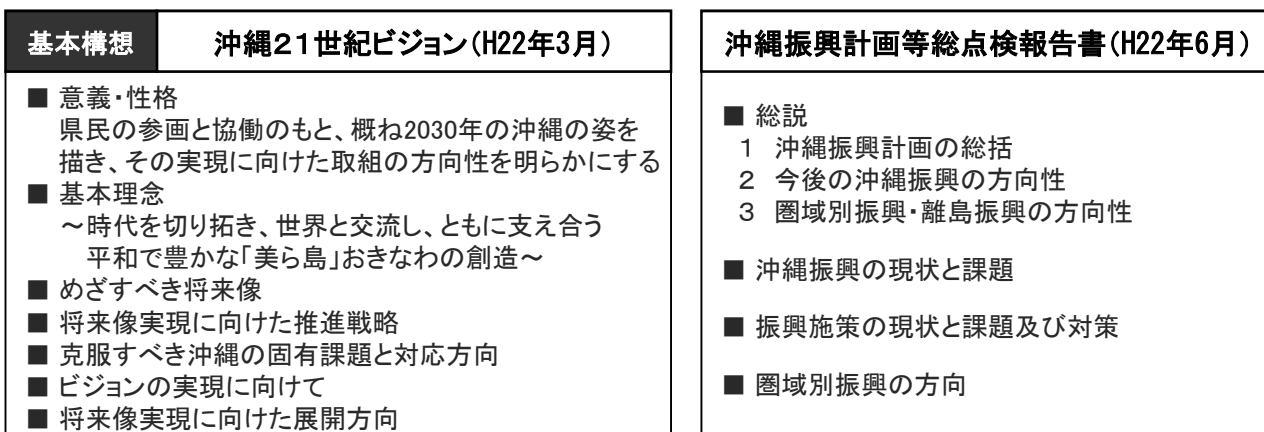 基本構想
沖縄21世紀ビジョン(H22年3月)
■ 意義・性格
県民の参画と協働のもと、概ね2030年の沖縄の姿を
描き、その実現に向けた取組の方向性を明らかにする
■ 基本理念
～時代を切り拓き、世界と交流し、ともに支え合う
平和で豊かな「美ら島」おきなわの創造～
■ めざすべき将来像
■ 将来像実現に向けた推進戦略
■ 克服すべき沖縄の固有課題と対応方向
■ ビジョンの実現に向けて
■ 将来像実現に向けた展開方向
沖縄振興計画等総点検報告書(H22年6月)
■ 総説
1 沖縄振興計画の総括
2 今後の沖縄振興の方向性
3 圏域別振興・離島振興の方向性
■ 沖縄振興の現状と課題
■ 振興施策の現状と課題及び対策
■ 圏域別振興の方向